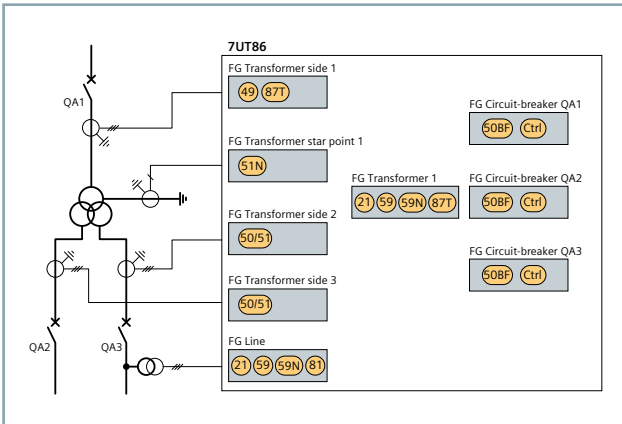 7UT86
FG Transformer side 1
49 87T
QA1
FG Circuit-breaker QA1
50BF Ctrl
FG Transformer star point 1
51N
FG Transformer 1
21 59 59N 87T
FG Circuit-breaker QA2
50BF Ctrl
FG Transformer side 2
50/51
FG Circuit-breaker QA3
50BF Ctrl
FG Transformer side 3
50/51
QA2
QA3
FG Line
21 59 59N 81